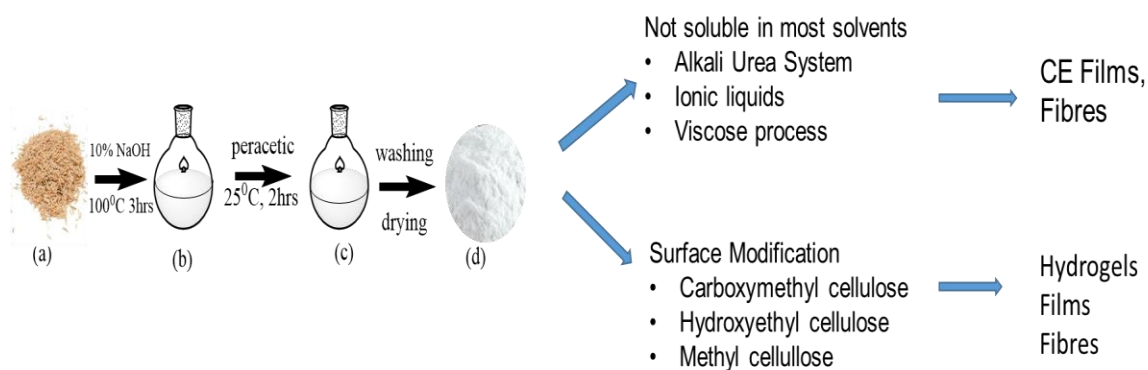 10% NaOH
100⁰C 3hrs
peracetic
25⁰C, 2hrs
washing
drying
(a)
(b)
(c)
(d)
Not soluble in most solvents
• Alkali Urea System
• Ionic liquids
• Viscose process
CE Films,
Fibres
Surface Modification
• Carboxymethyl cellulose
• Hydroxyethyl cellulose
• Methyl cellullose
Hydrogels
Films
Fibres